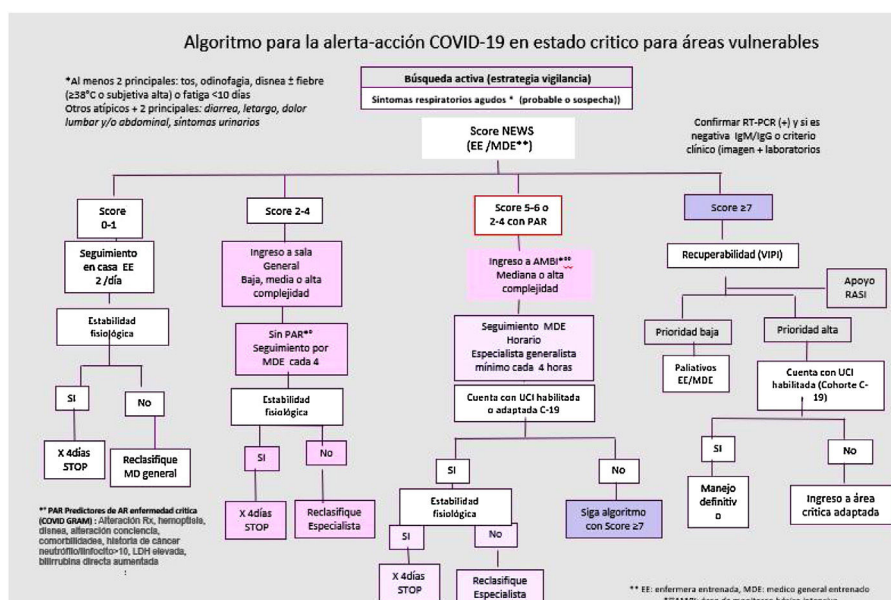 Algoritmo para la alerta-acción COVID-19 en estado critico para áreas vulnerables
*Al menos 2 principales: tos, odinofagia, disnea ± fiebre
(≥38°C o subjetiva alta) o fatiga <10 días
Otros atípicos + 2 principales: diarrea, letargo, dolor
lumbar y/o abdominal, síntomas urinarios
Búsqueda activa (estrategia vigilancia)
Síntomas respiratorios agudos * (probable o sospecha))
Score NEWS
(EE /MDE**)
Confirmar RT-PCR (+) y si es
negativa IgM/IgG o criterio
clínico (imagen + laboratorios
Score
0-1
Seguimiento
en casa EE
2 /día
Estabilidad
fisiológica
SI
No
X 4días
STOP
Reclasifique
MD general
Score 2-4
Ingreso a sala
General
Baja, media o alta
complejidad
Sin PAR*°
Seguimiento por
MDE cada 4
Estabilidad
fisiológica
SI
No
X 4días
STOP
Reclasifique
Especialista
Score 5-6 o
2-4 con PAR
Ingreso a AMBI*°°
Mediana o alta
complejidad
Seguimiento MDE
Horario
Especialista generalista
mínimo cada 4 horas
Cuenta con UCI habilitada
o adaptada C-19
SI
No
Estabilidad
fisiológica
Siga algoritmo
con Score ≥7
SI
No
X 4días
STOP
Reclasifique
Especialista
Score ≥7
Recuperabilidad (VIPI)
Apoyo
RASI
Prioridad baja
Prioridad alta
Paliativos
EE/MDE
Cuenta con UCI
habilitada (Cohorte C-
19)
SI
No
Manejo
definitiv
o
Ingreso a área
crítica adaptada
*° PAR Predictores de AR enfermedad critica
(COVID GRAM) : Alteración Rx, hemoptisis,
disnea, alteración conciencia,
comorbilidades, historia de cáncer
neutrófilo/linfocito>10, LDH elevada,
bilirrubina directa aumentada
:
** EE: enfermera entrenada, MDE: medico general entrenado